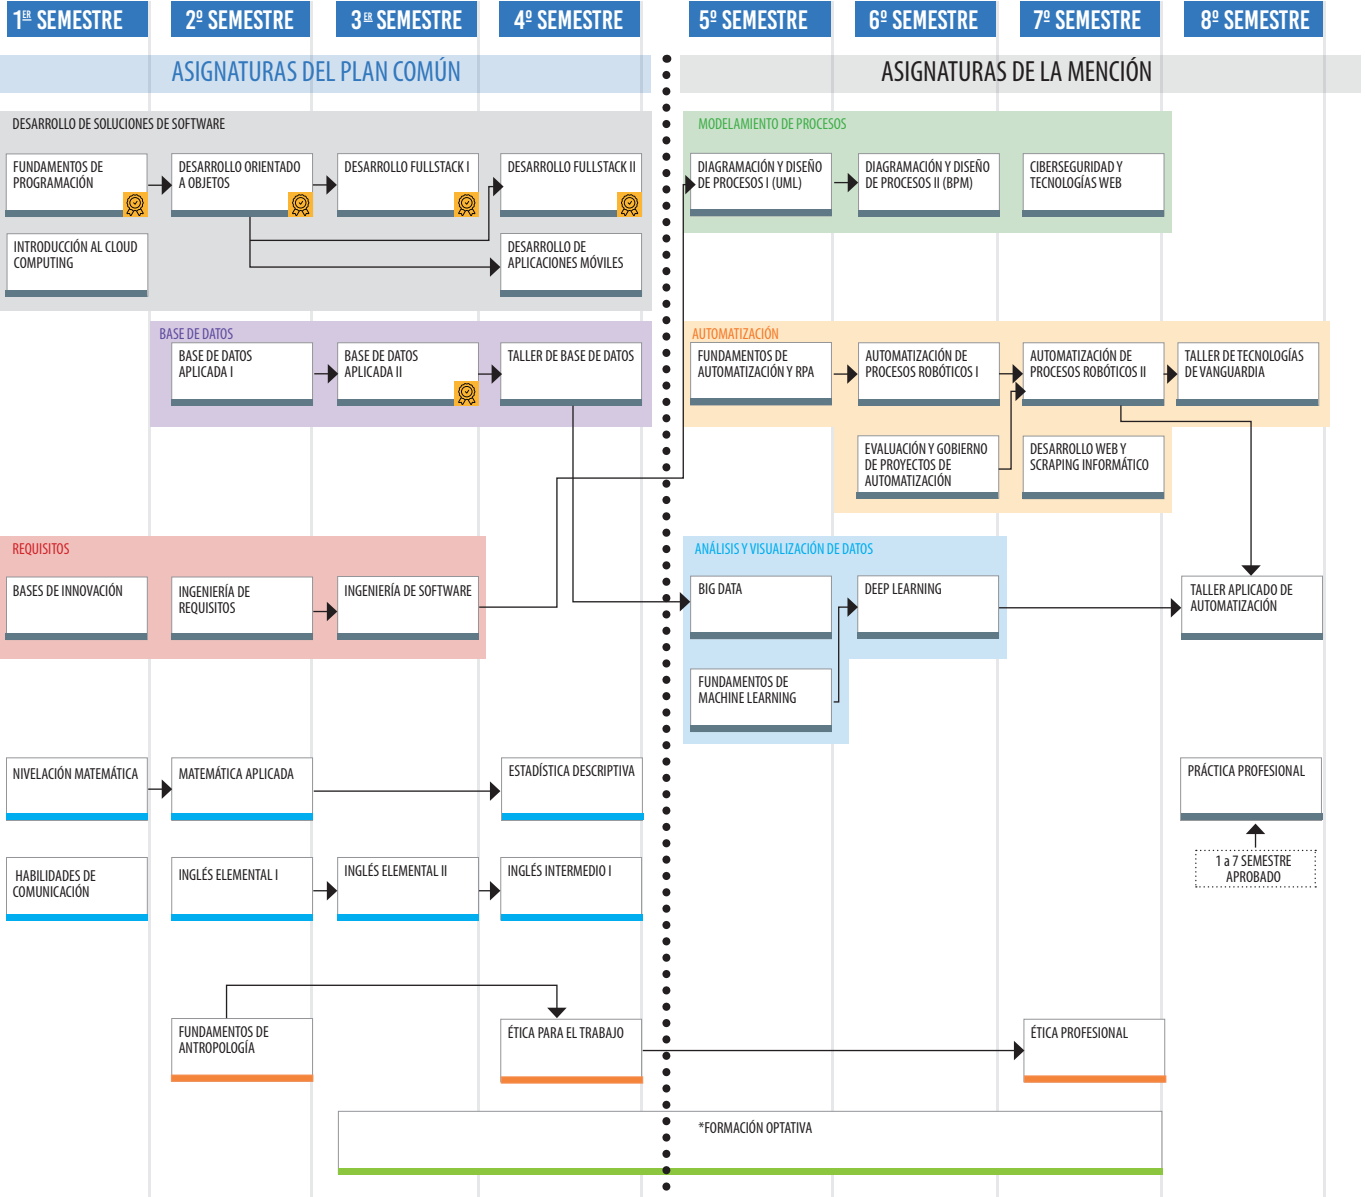 1ER SEMESTRE
2º SEMESTRE
3ER SEMESTRE
4º SEMESTRE
5º SEMESTRE
6º SEMESTRE
7º SEMESTRE
8º SEMESTRE
ASIGNATURAS DEL PLAN COMÚN
ASIGNATURAS DE LA MENCIÓN
DESARROLLO DE SOLUCIONES DE SOFTWARE
FUNDAMENTOS DE
PROGRAMACIÓN
DESARROLLO ORIENTADO
A OBJETOS
DESARROLLO FULLSTACK I
DESARROLLO FULLSTACK II
INTRODUCCIÓN AL CLOUD
COMPUTING
DESARROLLO DE
APLICACIONES MÓVILES
MODELAMIENTO DE PROCESOS
DIAGRAMACIÓN Y DISEÑO
DE PROCESOS I (UML)
DIAGRAMACIÓN Y DISEÑO
DE PROCESOS II (BPM)
CIBERSEGURIDAD Y
TECNOLOGÍAS WEB
BASE DE DATOS
BASE DE DATOS
APLICADA I
BASE DE DATOS
APLICADA II
TALLER DE BASE DE DATOS
AUTOMATIZACIÓN
FUNDAMENTOS DE
AUTOMATIZACIÓN Y RPA
AUTOMATIZACIÓN DE
PROCESOS ROBÓTICOS I
AUTOMATIZACIÓN DE
PROCESOS ROBÓTICOS II
TALLER DE TECNOLOGÍAS
DE VANGUARDIA
EVALUACIÓN Y GOBIERNO
DE PROYECTOS DE
AUTOMATIZACIÓN
DESARROLLO WEB Y
SCRAPING INFORMÁTICO
REQUISITOS
BASES DE INNOVACIÓN
INGENIERÍA DE
REQUISITOS
INGENIERÍA DE SOFTWARE
ANÁLISIS Y VISUALIZACIÓN DE DATOS
BIG DATA
DEEP LEARNING
TALLER APLICADO DE
AUTOMATIZACIÓN
FUNDAMENTOS DE
MACHINE LEARNING
NIVELACIÓN MATEMÁTICA
MATEMÁTICA APLICADA
ESTADÍSTICA DESCRIPTIVA
PRÁCTICA PROFESIONAL
1 a 7 SEMESTRE
APROBADO
HABILIDADES DE
COMUNICACIÓN
INGLÉS ELEMENTAL I
INGLÉS ELEMENTAL II
INGLÉS INTERMEDIO I
FUNDAMENTOS DE
ANTROPOLOGÍA
ÉTICA PARA EL TRABAJO
ÉTICA PROFESIONAL
*FORMACIÓN OPTATIVA